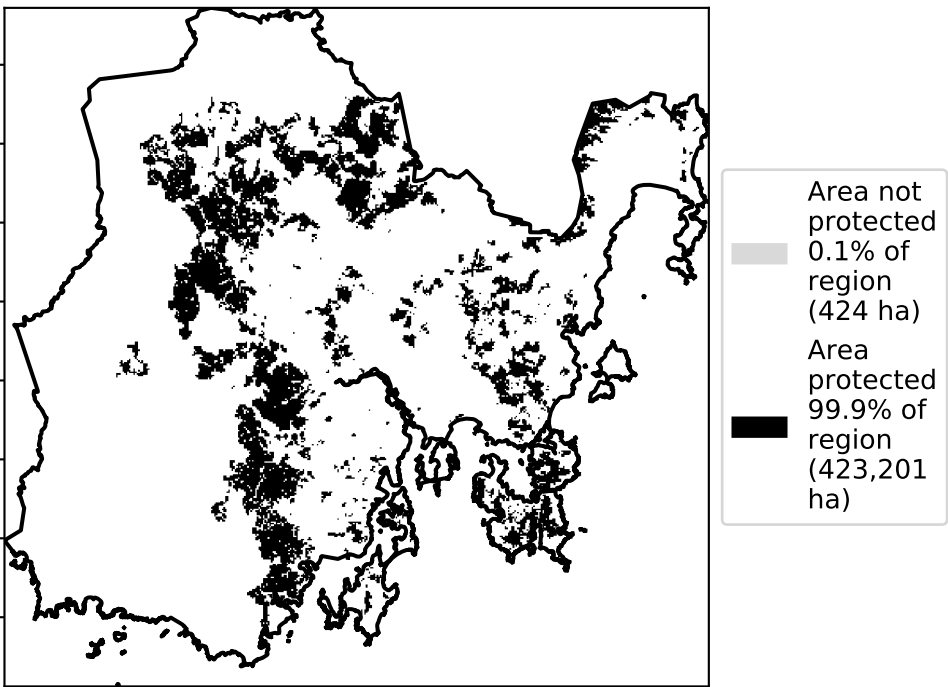 Area not
protected
0.1% of
region
(424 ha)
Area
protected
99.9% of
region
(423,201
ha)